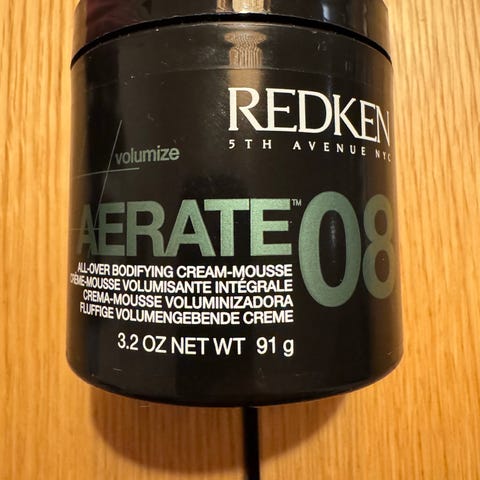 REDKEN
5TH AVENUE NYC
volumize
AERATE™ 08
ALL-OVER BODIFYING CREAM-MOUSSE
CRÈME-MOUSSE VOLUMISANTE INTÉGRALE
CREMA-MOUSSE VOLUMINIZADORA
FLUFFIGE VOLUMENGEBENDE CREME
3.2 OZ NET WT 91 g